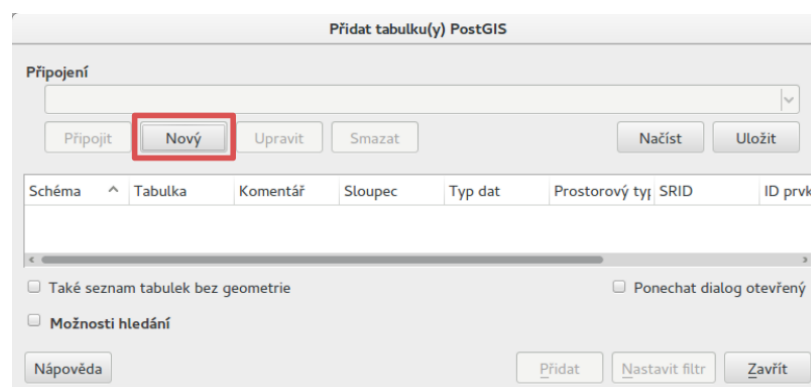 Přidat tabulku(y) PostGIS
Připojení
Připojit Nový Upravit Smazat Načíst Uložit
Schéma Tabulka Komentář Sloupec Typ dat Prostorový typ SRID ID prvk
Také seznam tabulek bez geometrie Ponechat dialog otevřený
Možnosti hledání
Nápověda Přidat Nastavit filtr Zavřít